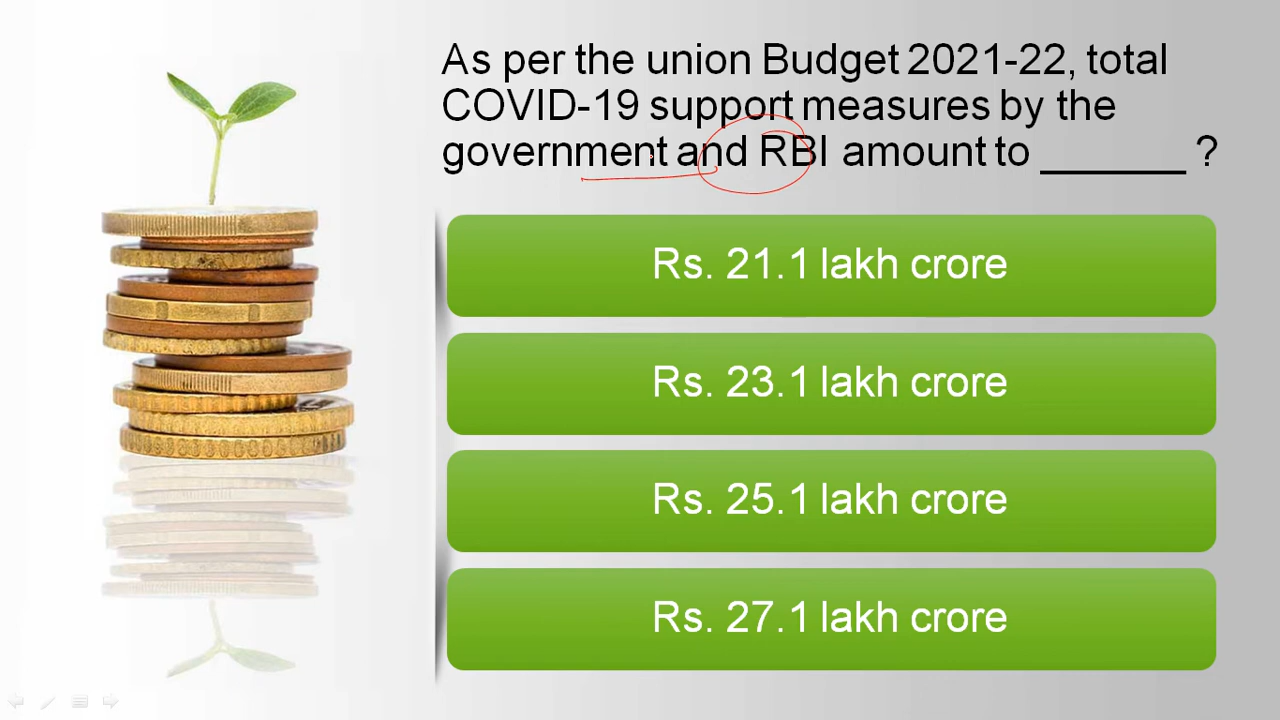 As per the union Budget 2021-22, total
COVID-19 support measures by the
government and RBI amount to _______ ?
Rs. 21.1 lakh crore
Rs. 23.1 lakh crore
Rs. 25.1 lakh crore
Rs. 27.1 lakh crore